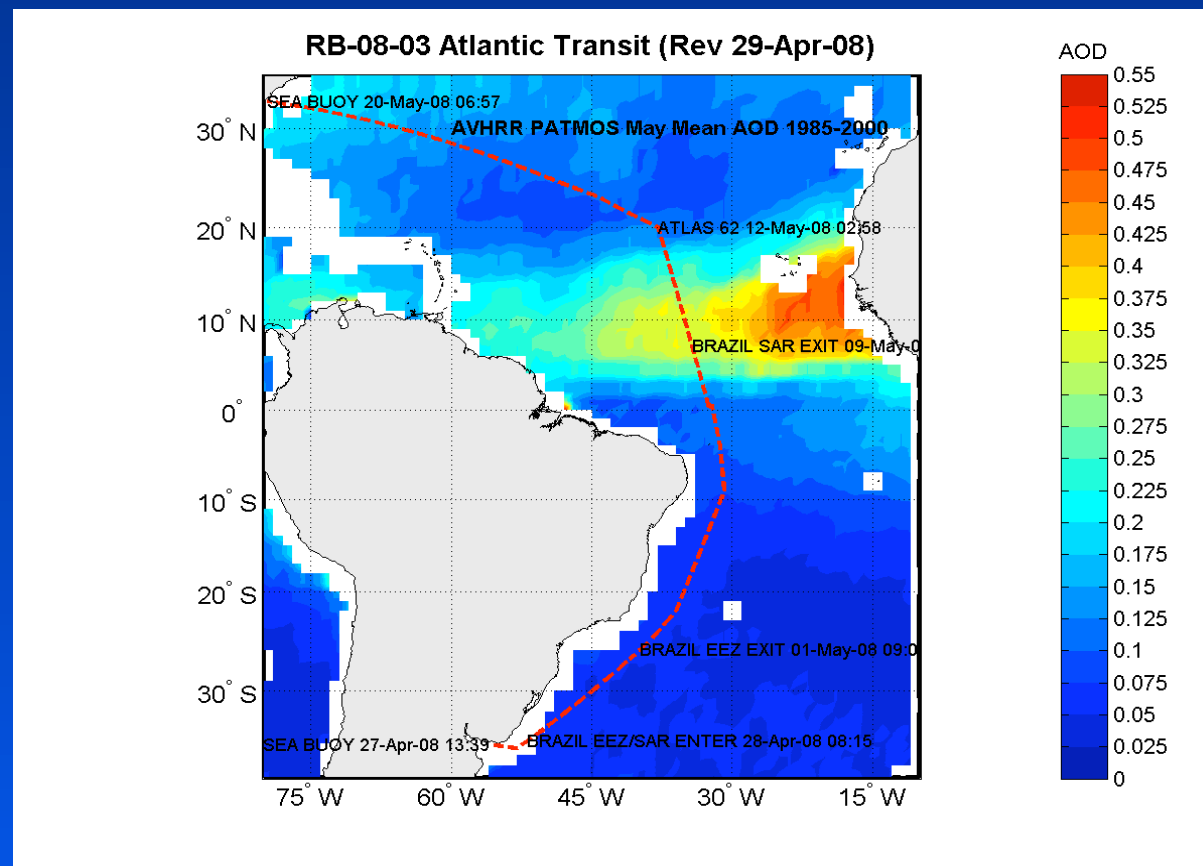 RB-08-03 Atlantic Transit (Rev 29-Apr-08)
AOD
SEA BUOY 20-May-08 06:57
AVHRR PATMOS May Mean AOD 1985-2000
ATLAS 62 12-May-08 02:58
BRAZIL SAR EXIT 09-May-0
BRAZIL EEZ EXIT 01-May-08 09:0
SEA BUOY 27-Apr-08 13:39
BRAZIL EEZ/SAR ENTER 28-Apr-08 08:15
30° N
20° N
10° N
0°
10° S
20° S
30° S
75° W
60° W
45° W
30° W
15° W
0.55
0.525
0.5
0.475
0.45
0.425
0.4
0.375
0.35
0.325
0.3
0.275
0.25
0.225
0.2
0.175
0.15
0.125
0.1
0.075
0.05
0.025
0